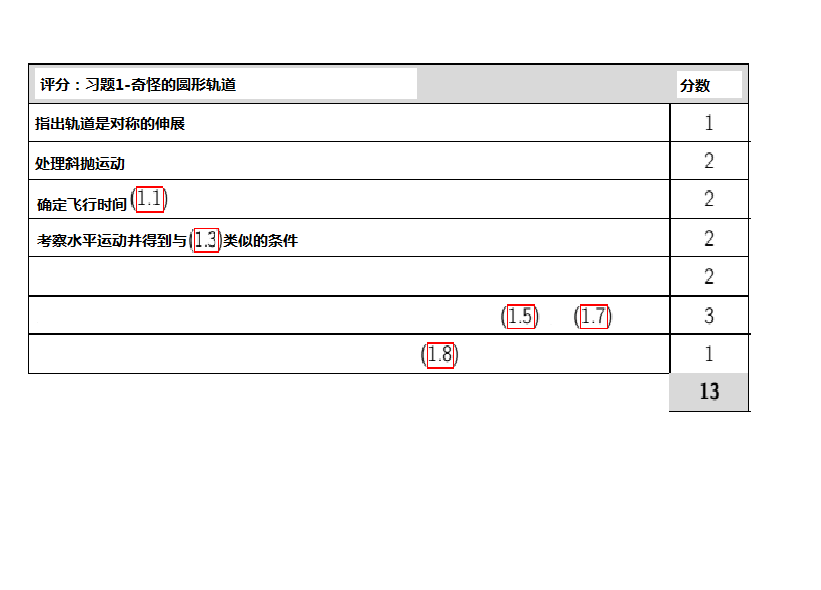 评分：习题1-奇怪的圆形轨道 分数
指出轨道是对称的伸展 1
处理斜抛运动 2
确定飞行时间(1.1) 2
考察水平运动并得到与(1.3)类似的条件 2
2
(1.5) (1.7) 3
(1.8) 1
13